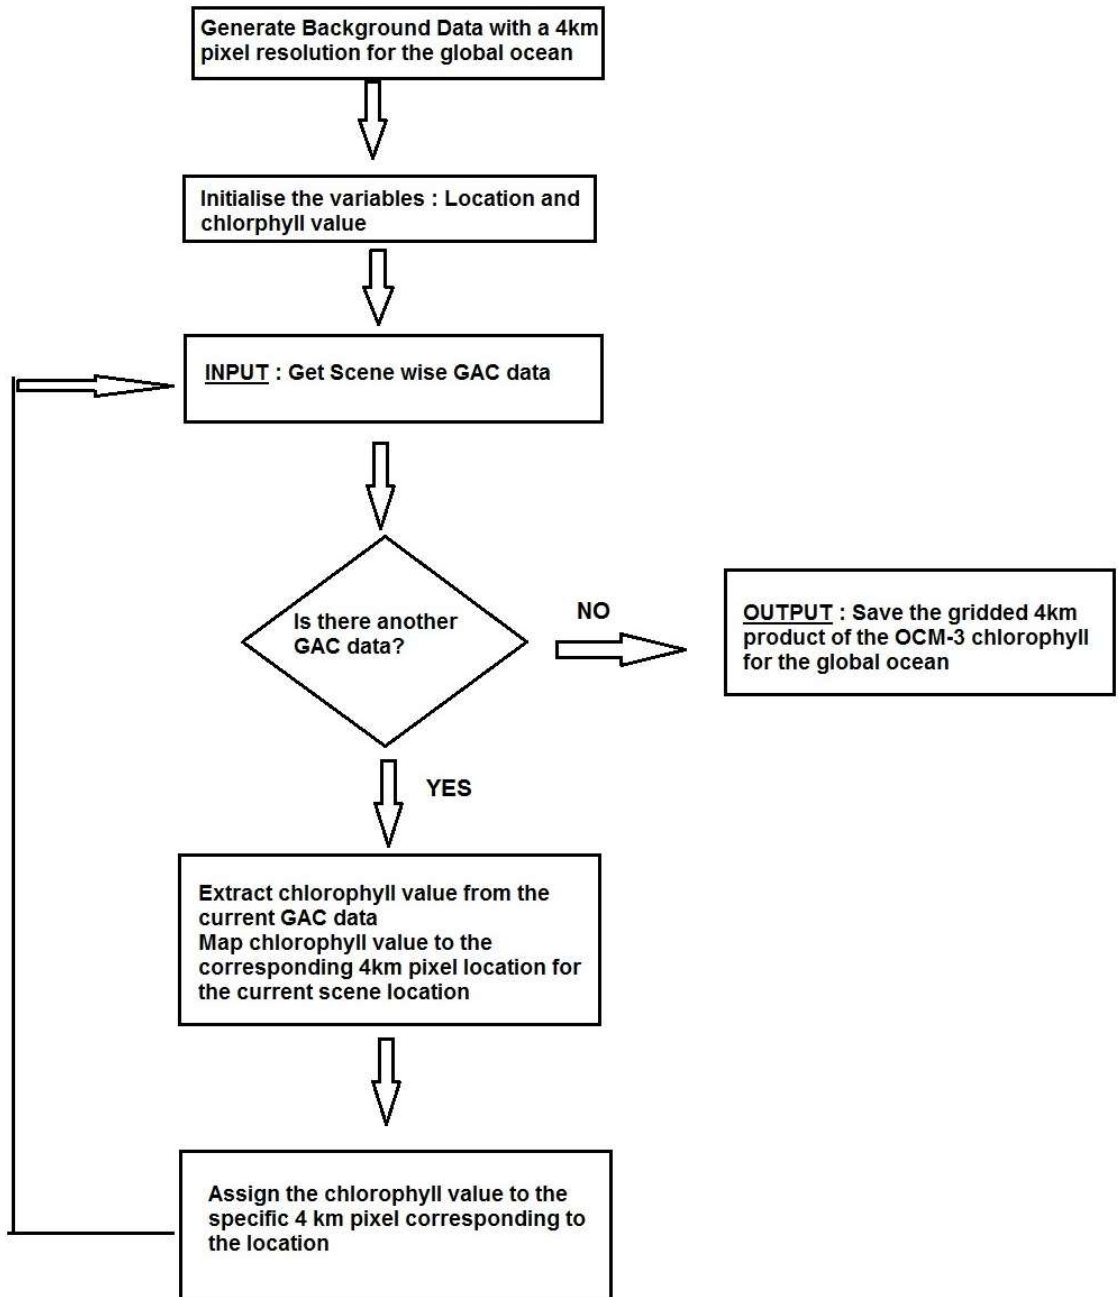 Generate Background Data with a 4km
pixel resolution for the global ocean
Initialise the variables : Location and
chlorphyll value
INPUT : Get Scene wise GAC data
Is there another
GAC data?
NO
OUTPUT : Save the gridded 4km
product of the OCM-3 chlorophyll
for the global ocean
YES
Extract chlorophyll value from the
current GAC data
Map chlorophyll value to the
corresponding 4km pixel location for
the current scene location
Assign the chlorophyll value to the
specific 4 km pixel corresponding to
the location